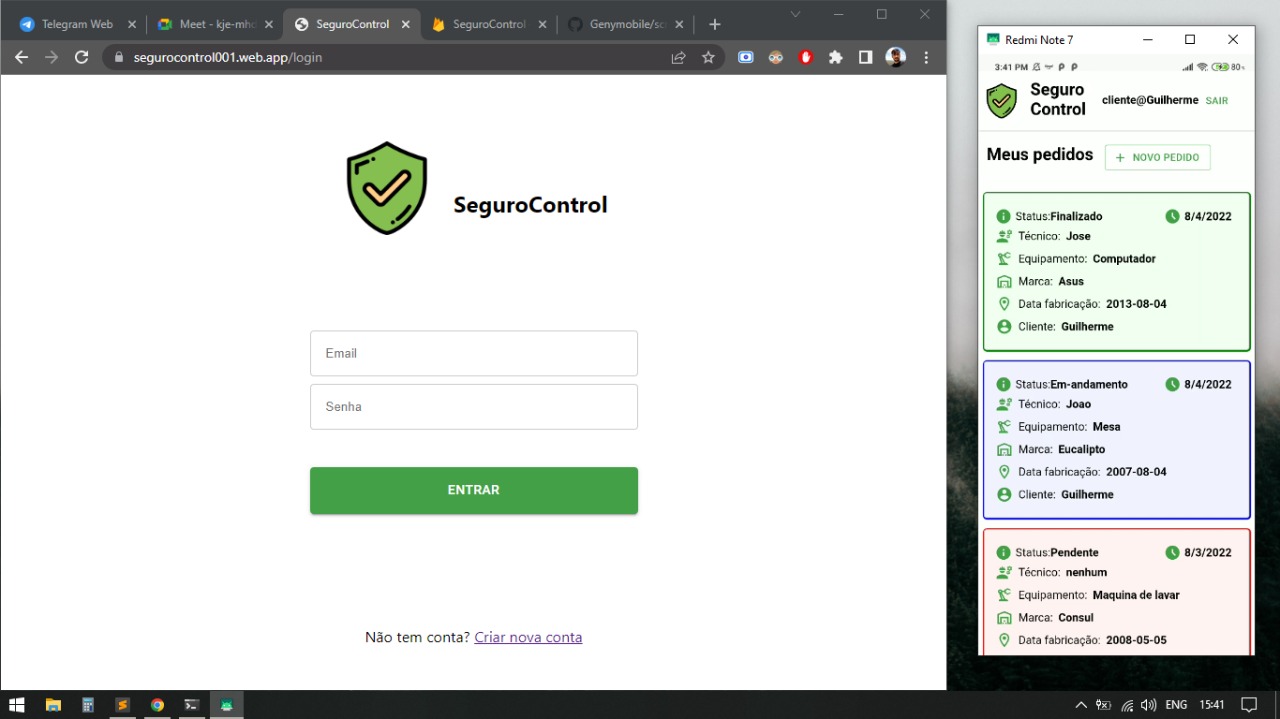 Telegram Web
Meet - kje-mh
SeguroControl
SeguroControl
Genymobile/sc
segurocontrol001.web.app/login
SeguroControl
Email
Senha
ENTRAR
Não tem conta? Criar nova conta
Redmi Note 7
3:41 PM
80
Seguro
Control
cliente@Guilherme SAIR
Meus pedidos
+ NOVO PEDIDO
Status:Finalizado 8/4/2022
Técnico: Jose
Equipamento: Computador
Marca: Asus
Data fabricação: 2013-08-04
Cliente: Guilherme
Status:Em-andamento 8/4/2022
Técnico: Joao
Equipamento: Mesa
Marca: Eucalipto
Data fabricação: 2007-08-04
Cliente: Guilherme
Status:Pendente 8/3/2022
Técnico: nenhum
Equipamento: Maquina de lavar
Marca: Consul
Data fabricação: 2008-05-05
ENG 15:41